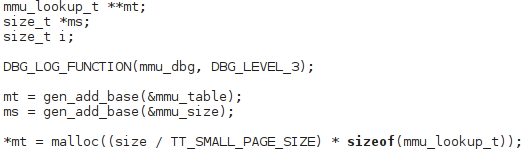 mmu_lookup_t **mt;
size_t *ms;
size_t i;
DBG_LOG_FUNCTION(mmu_dbg, DBG_LEVEL_3);
mt = gen_add_base(&mmu_table);
ms = gen_add_base(&mmu_size);
*mt = malloc((size / TT_SMALL_PAGE_SIZE) * sizeof(mmu_lookup_t));